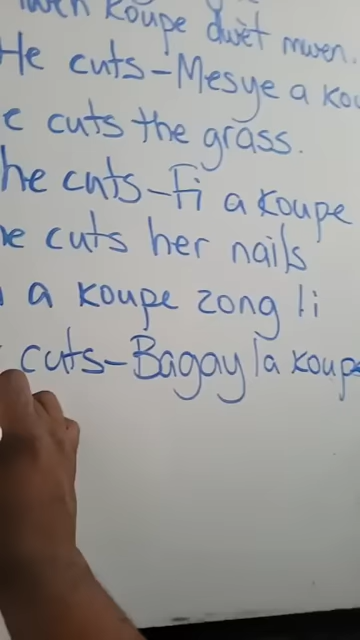 koupe dwèt mwen.
He cuts-Mesye a kou
cuts the grass.
he cuts-Fi a koupe
cuts her nails
a koupe zong li
cuts-Bagay la koupe